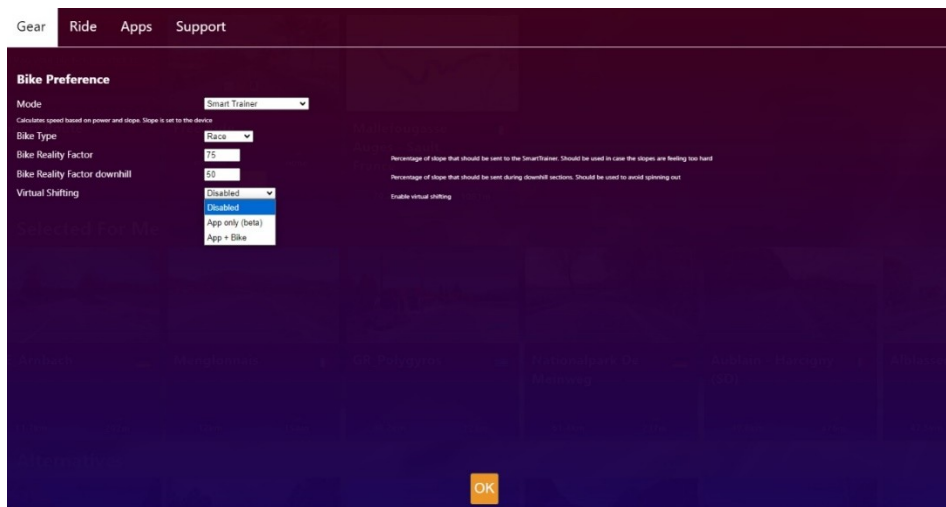 Gear Ride Apps Support
Bike Preference
Mode Smart Trainer
Calculates speed based on power and slope. Slope is set to the device
Bike Type Race
Bike Reality Factor 75 Percentage of slope that should be sent to the SmartTrainer. Should be used in case the slopes are feeling too hard
Bike Reality Factor downhill 50 Percentage of slope that should be sent during downhill sections. Should be used to avoid spinning out
Virtual Shifting Disabled Enable virtual shifting
Disabled
App only (beta)
App + Bike
Selected For Me
OK